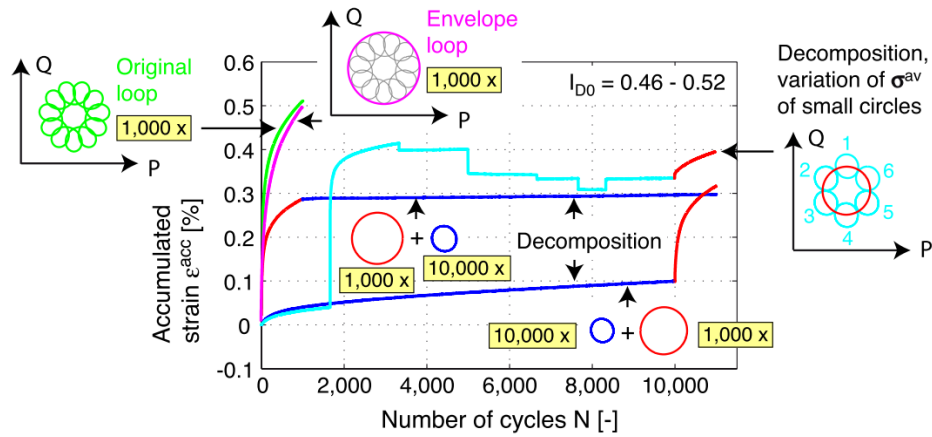 Q
Original
loop
1,000 x
P
Q
Envelope
loop
1,000 x
P
I_D0 = 0.46 - 0.52
Decomposition,
variation of σ^av
of small circles
Q
1
2
6
3
5
4
P
Accumulated
strain ε^acc [%]
0.6
0.5
0.4
0.3
0.2
0.1
0
-0.1
+
1,000 x
10,000 x
Decomposition
10,000 x
+
1,000 x
0
2,000
4,000
6,000
8,000
10,000
Number of cycles N [-]